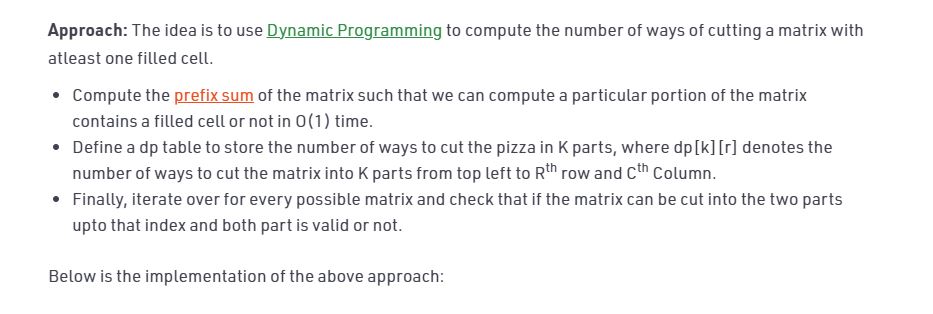 Approach: The idea is to use Dynamic Programming to compute the number of ways of cutting a matrix with
atleast one filled cell.
• Compute the prefix sum of the matrix such that we can compute a particular portion of the matrix
contains a filled cell or not in O(1) time.
• Define a dp table to store the number of ways to cut the pizza in K parts, where dp[k][r] denotes the
number of ways to cut the matrix into K parts from top left to Rth row and Cth Column.
• Finally, iterate over for every possible matrix and check that if the matrix can be cut into the two parts
upto that index and both part is valid or not.
Below is the implementation of the above approach: